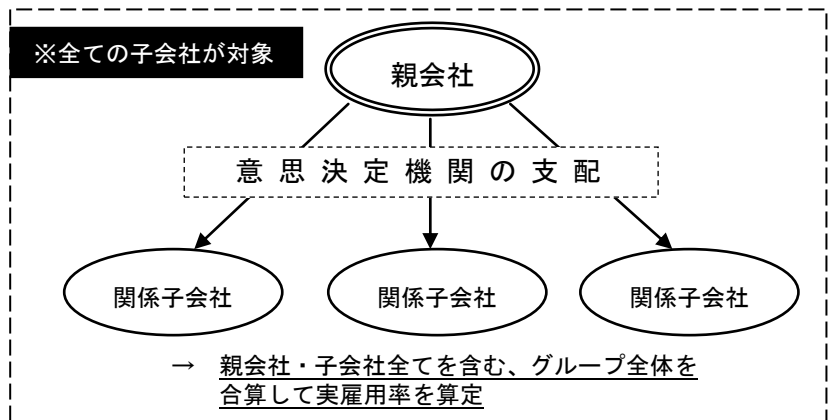 ※全ての子会社が対象
親会社
意思決定機関の支配
関係子会社
関係子会社
関係子会社
→ 親会社・子会社全てを含む、グループ全体を
合算して実雇用率を算定